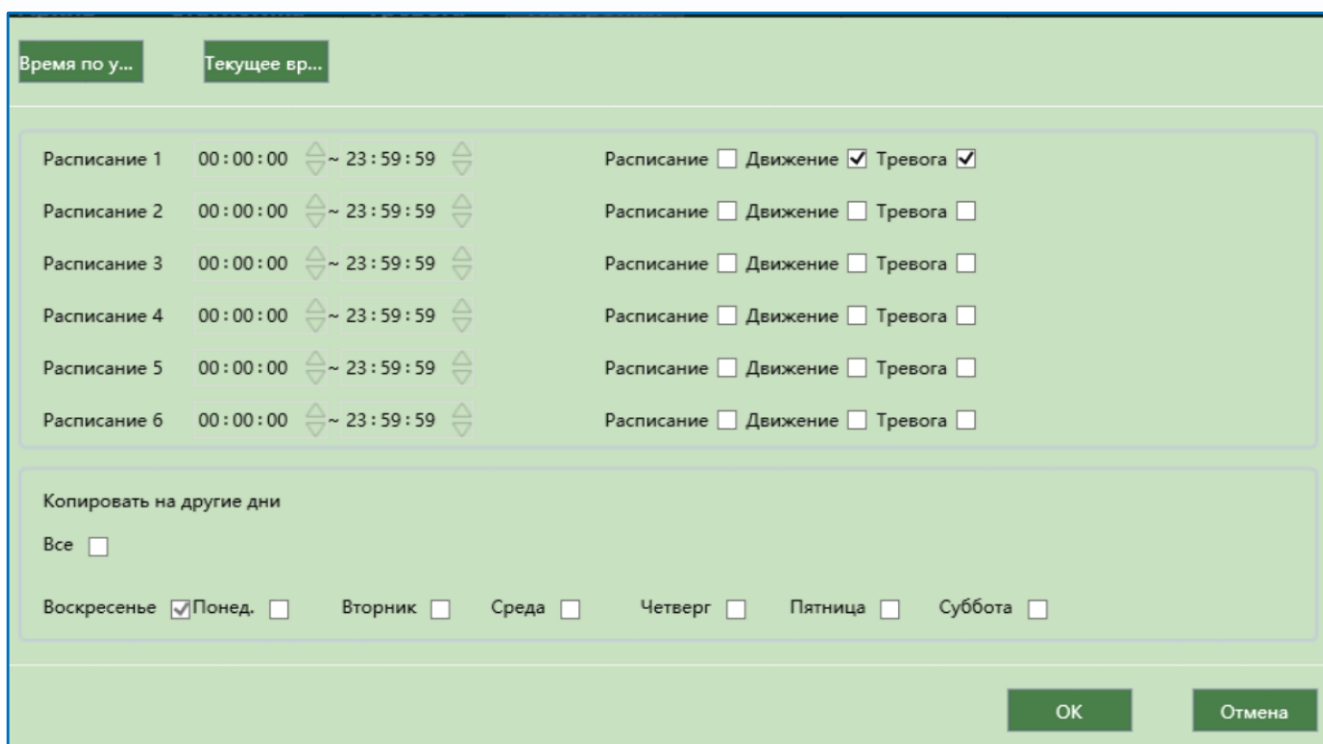 Время по у... Текущее вр...
Расписание 1 00:00:00 ~ 23:59:59 Расписание Движение Тревога
Расписание 2 00:00:00 ~ 23:59:59 Расписание Движение Тревога
Расписание 3 00:00:00 ~ 23:59:59 Расписание Движение Тревога
Расписание 4 00:00:00 ~ 23:59:59 Расписание Движение Тревога
Расписание 5 00:00:00 ~ 23:59:59 Расписание Движение Тревога
Расписание 6 00:00:00 ~ 23:59:59 Расписание Движение Тревога
Копировать на другие дни
Все
Воскресенье Понед. Вторник Среда Четверг Пятница Суббота
OK Отмена